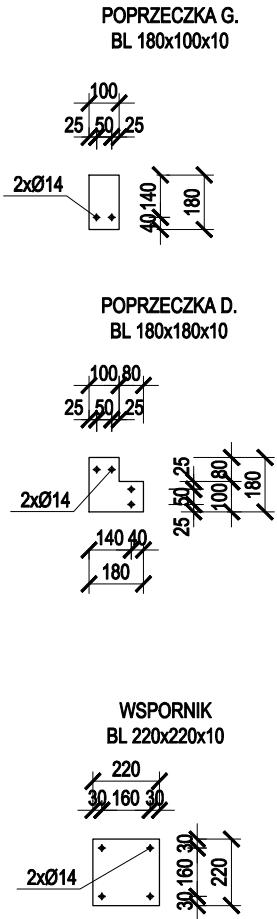 POPRZECZKA G.
BL 180x100x10
100
25 50 25
2xØ14
140
40
180
POPRZECZKA D.
BL 180x180x10
100 80
25 50 25
2xØ14
25
50
25
80
100
180
140 40
180
WSPORNIK
BL 220x220x10
220
30 160 30
2xØ14
30
160
30
220